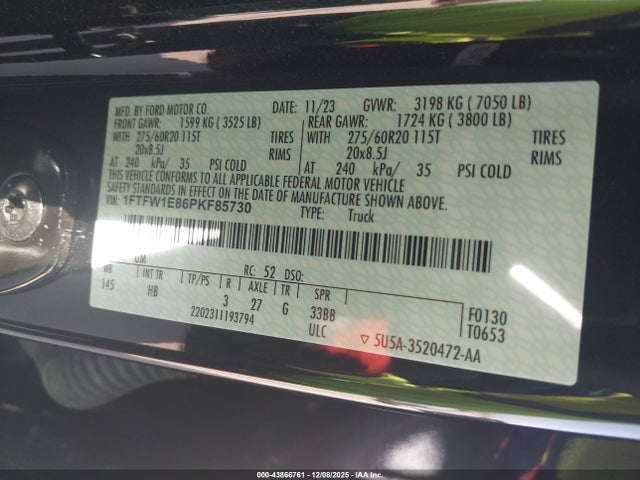 MFD. BY FORD MOTOR CO. DATE: 11/23 GVWR: 3198 KG ( 7050 LB)
FRONT GAWR: 1599 KG ( 3525 LB) REAR GAWR: 1724 KG ( 3800 LB)
WITH 275/60R20 115T TIRES WITH 275/60R20 115T TIRES
20x8.5J RIMS 20x8.5J RIMS
AT 240 kPa/ 35 PSI COLD AT 240 kPa/ 35 PSI COLD
THIS VEHICLE CONFORMS TO ALL APPLICABLE FEDERAL MOTOR VEHICLE
SAFETY STANDARDS IN EFFECT ON THE DATE OF MANUFACTURE SHOWN ABOVE.
VIN: 1FTFW1E86PKF85730 TYPE: Truck
UM RC: 52 DSO:
WB INT TR TP/PS R AXLE TR SPR
145 HB 3 27 G 33BB F0130
2202311193794 ULC 5U5A-3520472-AA T0653
000-43866761 - 12/08/2025 - IAA Inc.